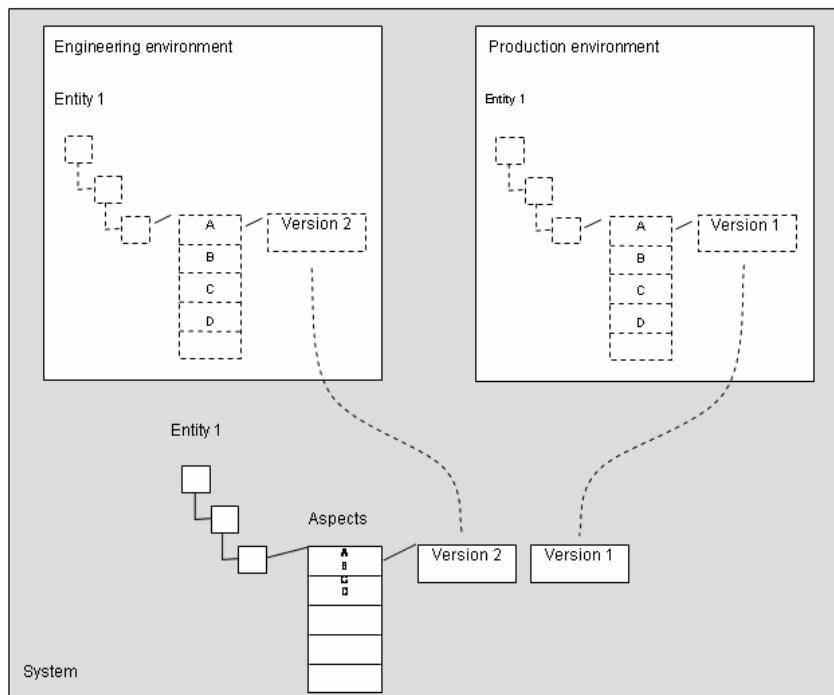 Engineering environment
Entity 1
A
Version 2
B
C
D
Production environment
Entity 1
A
Version 1
B
C
D
Entity 1
Aspects
A
B
C
D
Version 2
Version 1
System